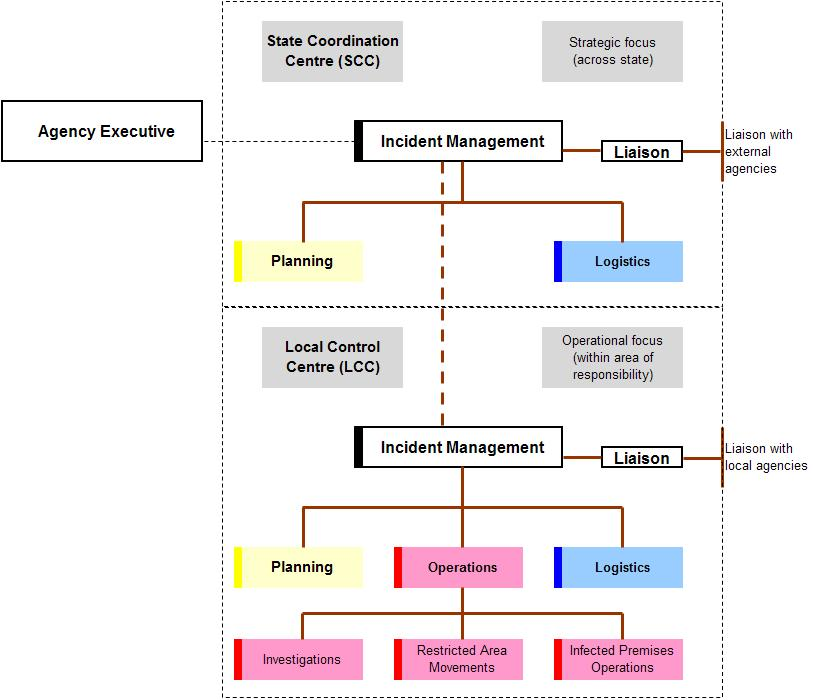 State Coordination
Centre (SCC)
Strategic focus
(across state)
Agency Executive
Incident Management
Liaison
Liaison with
external
agencies
Planning
Logistics
Local Control
Centre (LCC)
Operational focus
(within area of
responsibility)
Incident Management
Liaison
Liaison with
local agencies
Planning
Operations
Logistics
Investigations
Restricted Area
Movements
Infected Premises
Operations